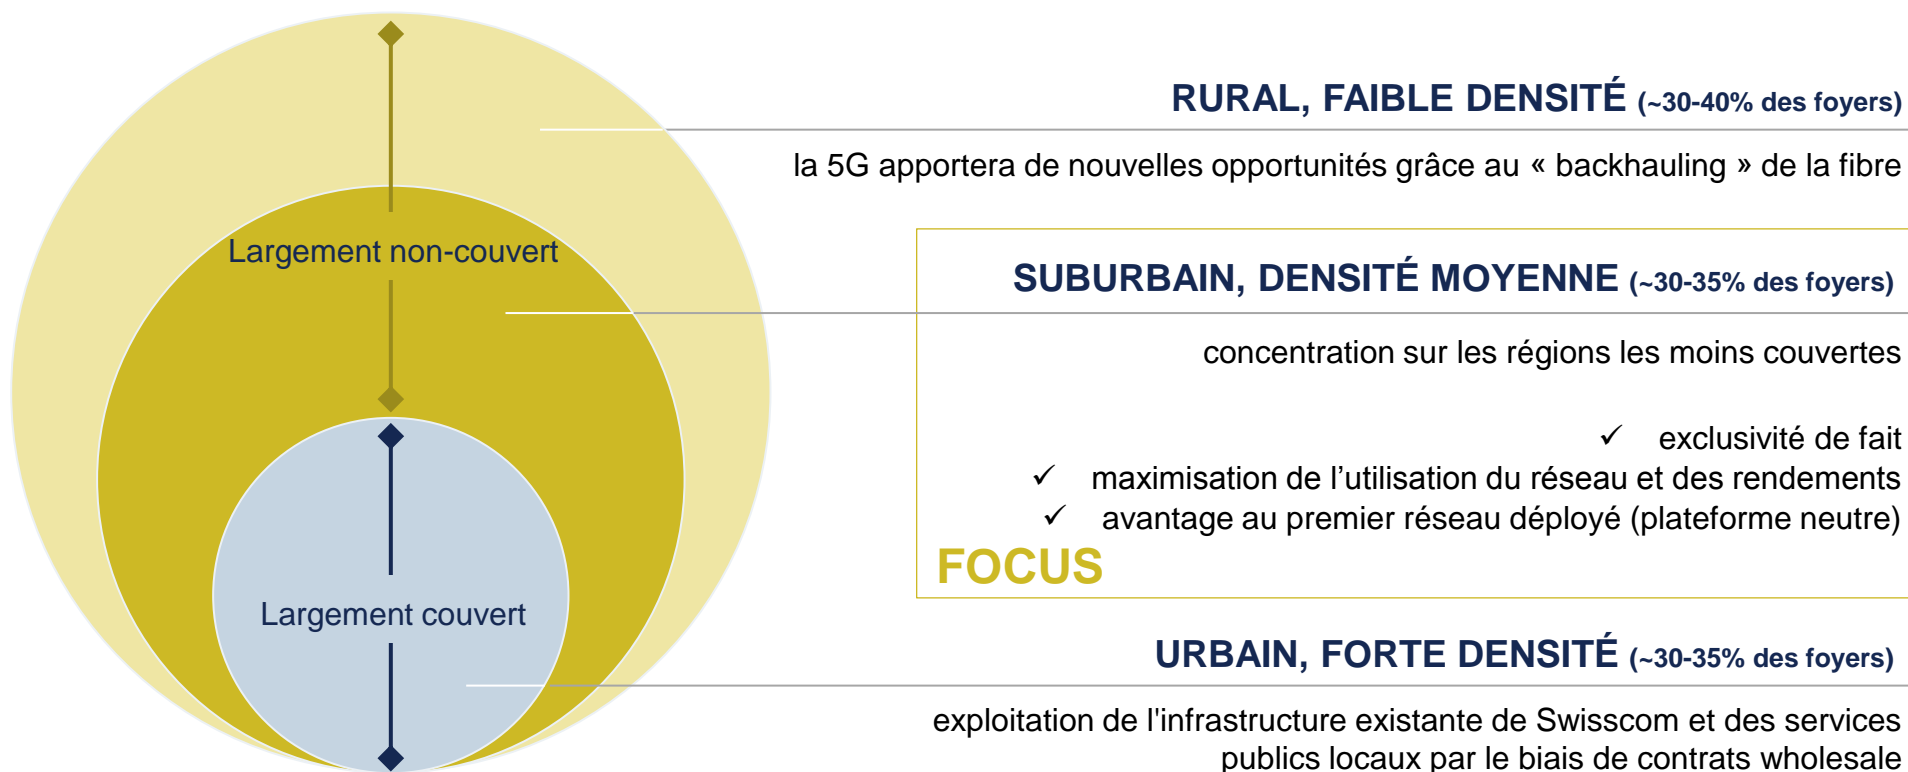 RURAL, FAIBLE DENSITÉ (~30-40% des foyers)
la 5G apportera de nouvelles opportunités grâce au « backhauling » de la fibre
Largement non-couvert
SUBURBAIN, DENSITÉ MOYENNE (~30-35% des foyers)
concentration sur les régions les moins couvertes
✓ exclusivité de fait
✓ maximisation de l’utilisation du réseau et des rendements
✓ avantage au premier réseau déployé (plateforme neutre)
FOCUS
Largement couvert
URBAIN, FORTE DENSITÉ (~30-35% des foyers)
exploitation de l'infrastructure existante de Swisscom et des services
publics locaux par le biais de contrats wholesale